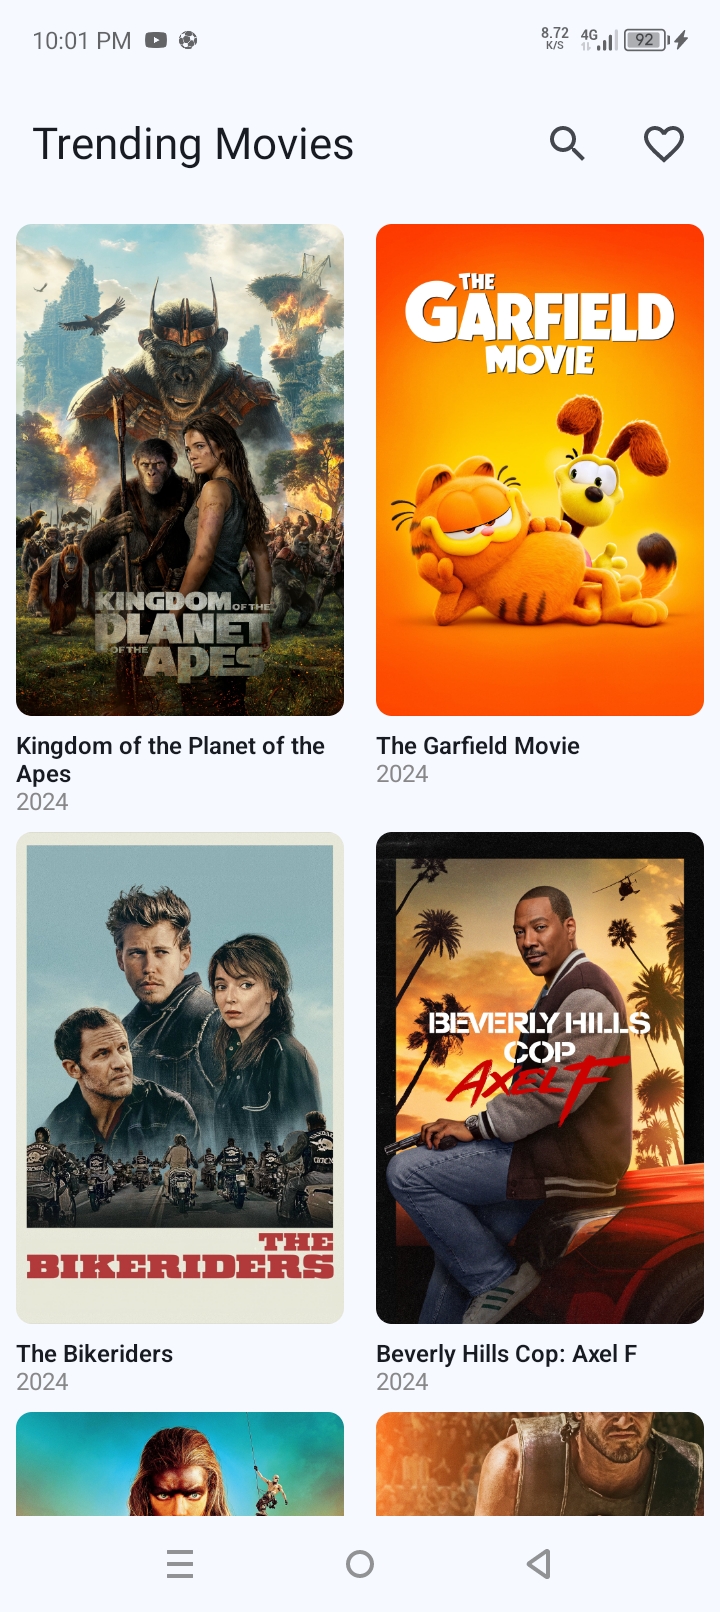 10:01 PM
8.72
K/S
4G
92
Trending Movies
KINGDOM OF THE
PLANET
OF THE
APES
THE
GARFIELD
MOVIE
Kingdom of the Planet of the
Apes
2024
The Garfield Movie
2024
THE
BIKERIDERS
BEVERLY HILLS
COP
AXEL F
The Bikeriders
2024
Beverly Hills Cop: Axel F
2024